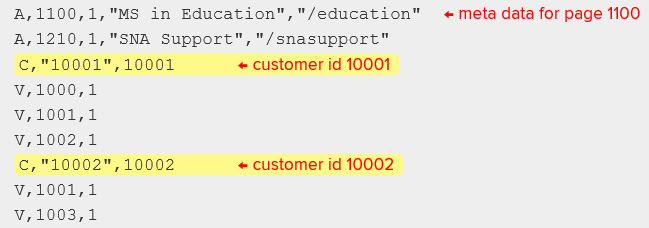 A,1100,1,"MS in Education","/education" ← meta data for page 1100
A,1210,1,"SNA Support","/snasupport"
C,"10001",10001 ← customer id 10001
V,1000,1
V,1001,1
V,1002,1
C,"10002",10002 ← customer id 10002
V,1001,1
V,1003,1